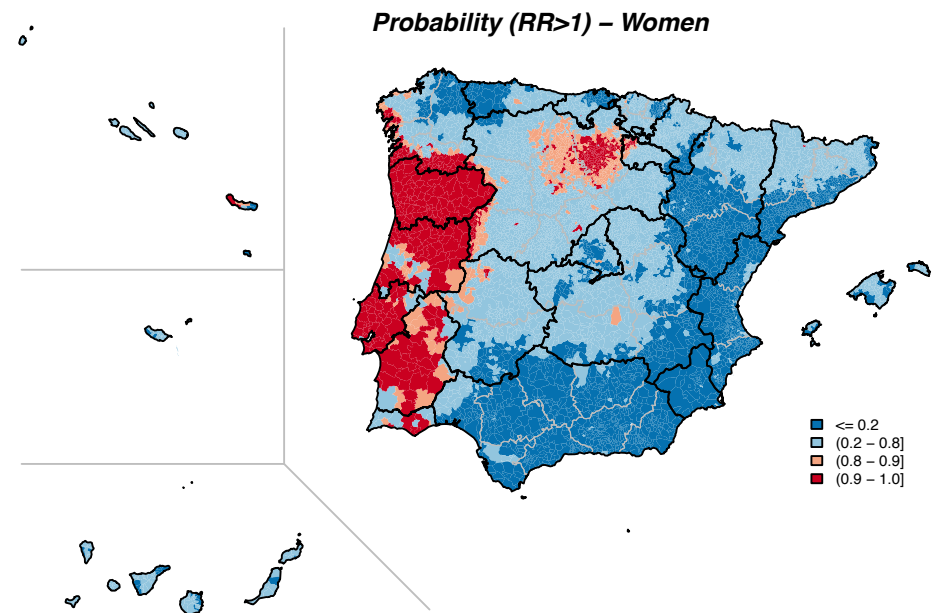 Probability (RR>1) – Women
<= 0.2
(0.2 – 0.8]
(0.8 – 0.9]
(0.9 – 1.0]